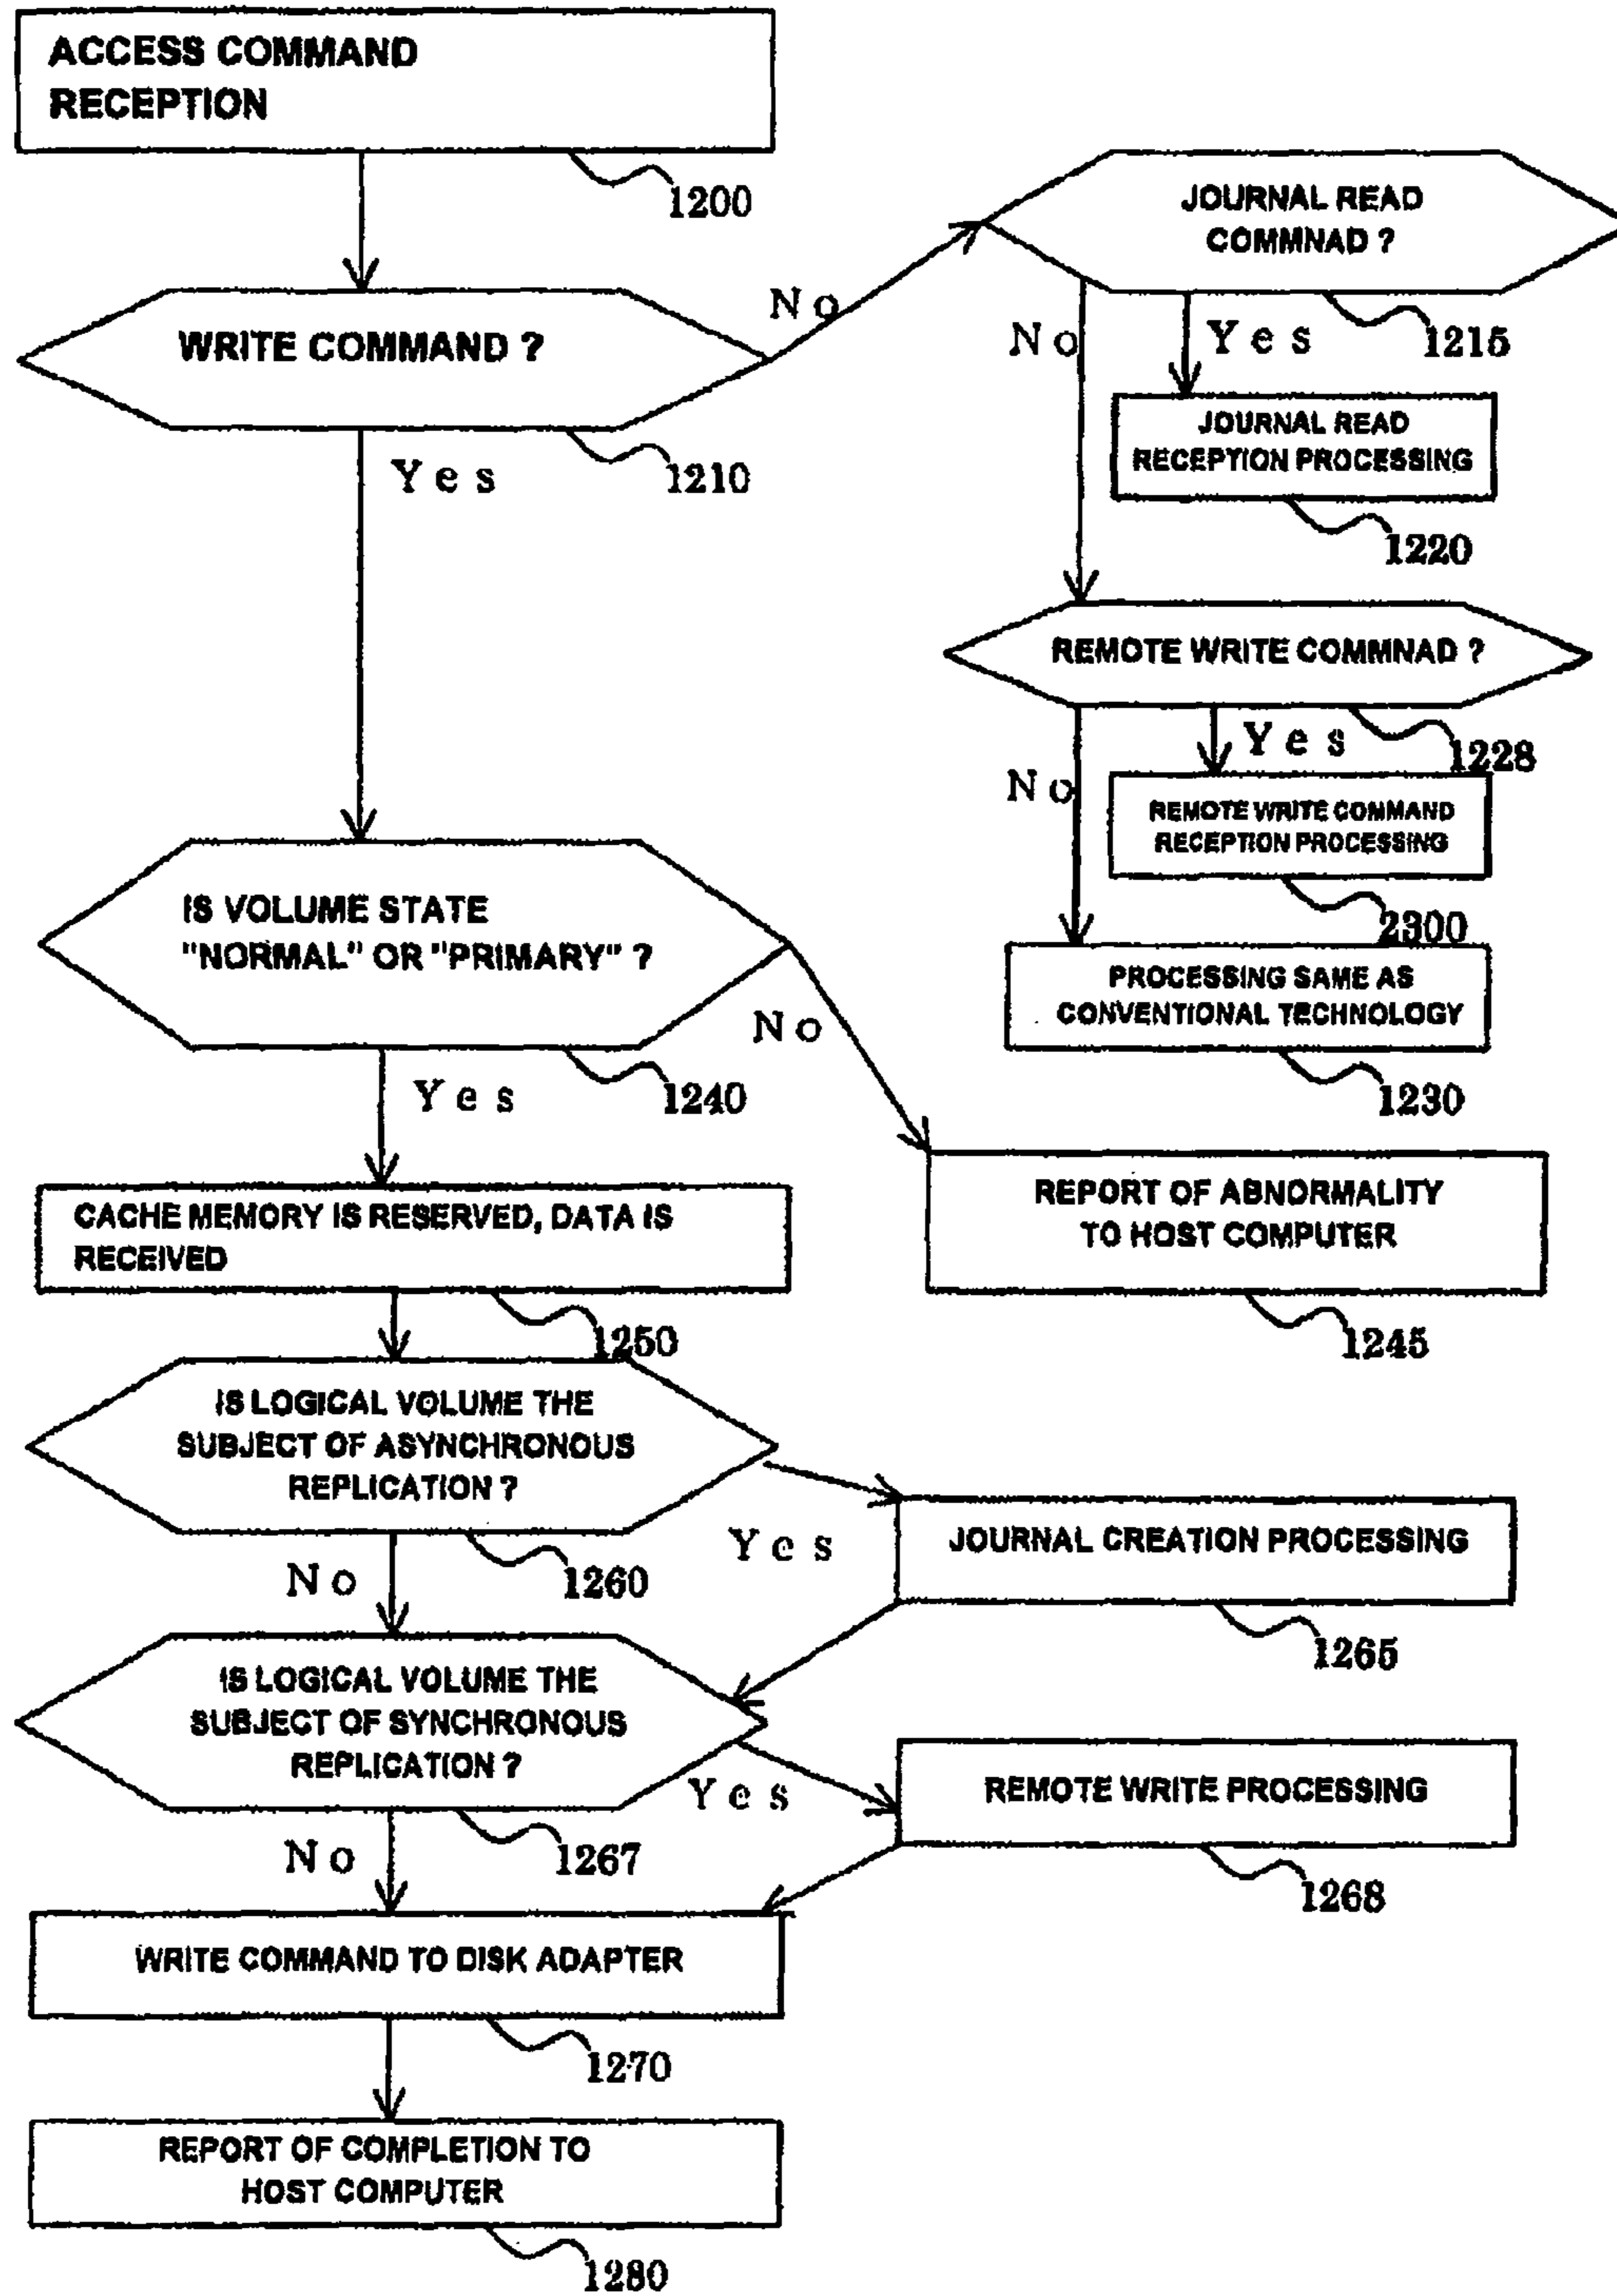 ACCESS COMMAND
RECEPTION
1200
JOURNAL READ
COMMNAD ?
1215
No
WRITE COMMAND ?
1210
Yes
No
Yes
JOURNAL READ
RECEPTION PROCESSING
1220
REMOTE WRITE COMMNAD ?
1228
Yes
No
REMOTE WRITE COMMAND
RECEPTION PROCESSING
2300
PROCESSING SAME AS
CONVENTIONAL TECHNOLOGY
1230
IS VOLUME STATE
"NORMAL" OR "PRIMARY" ?
No
1240
Yes
REPORT OF ABNORMALITY
TO HOST COMPUTER
1245
CACHE MEMORY IS RESERVED, DATA IS
RECEIVED
1250
IS LOGICAL VOLUME THE
SUBJECT OF ASYNCHRONOUS
REPLICATION ?
Yes
1260
No
JOURNAL CREATION PROCESSING
1265
IS LOGICAL VOLUME THE
SUBJECT OF SYNCHRONOUS
REPLICATION ?
Yes
1267
No
REMOTE WRITE PROCESSING
1268
WRITE COMMAND TO DISK ADAPTER
1270
REPORT OF COMPLETION TO
HOST COMPUTER
1280